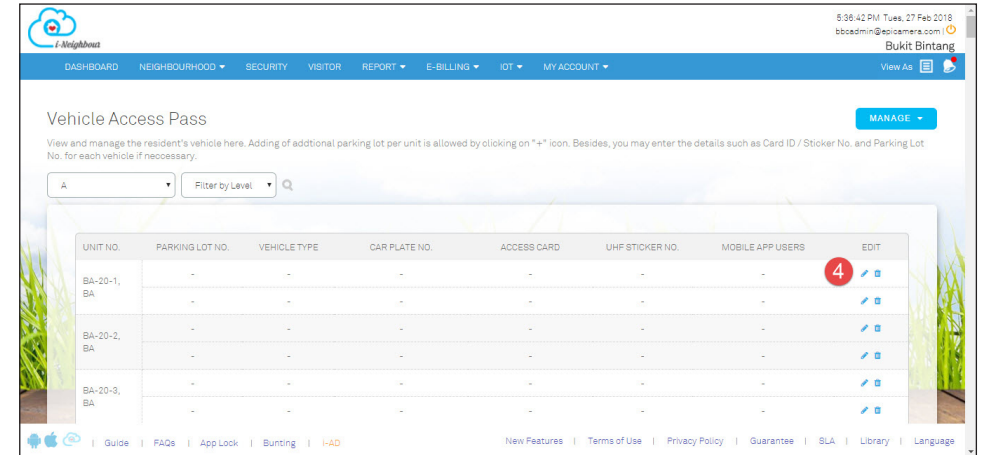 5:36:42 PM Tues, 27 Feb 2018
bbcadmin@epicamera.com |
i-Neighbour
Bukit Bintang
DASHBOARD NEIGHBOURHOOD SECURITY VISITOR REPORT E-BILLING IOT MY ACCOUNT View As
Vehicle Access Pass
MANAGE
View and manage the resident's vehicle here. Adding of addtional parking lot per unit is allowed by clicking on "+" icon. Besides, you may enter the details such as Card ID / Sticker No. and Parking Lot
No. for each vehicle if neccessary.
A Filter by Level
UNIT NO. PARKING LOT NO. VEHICLE TYPE CAR PLATE NO. ACCESS CARD UHF STICKER NO. MOBILE APP USERS EDIT
BA-20-1,
BA
- - - - - - 4
- - - - - -
BA-20-2,
BA
- - - - - -
- - - - - -
BA-20-3,
BA
- - - - - -
- - - - - -
| Guide | FAQs | App Lock | Bunting | i-AD New Features | Terms of Use | Privacy Policy | Guarantee | SLA | Library | Language